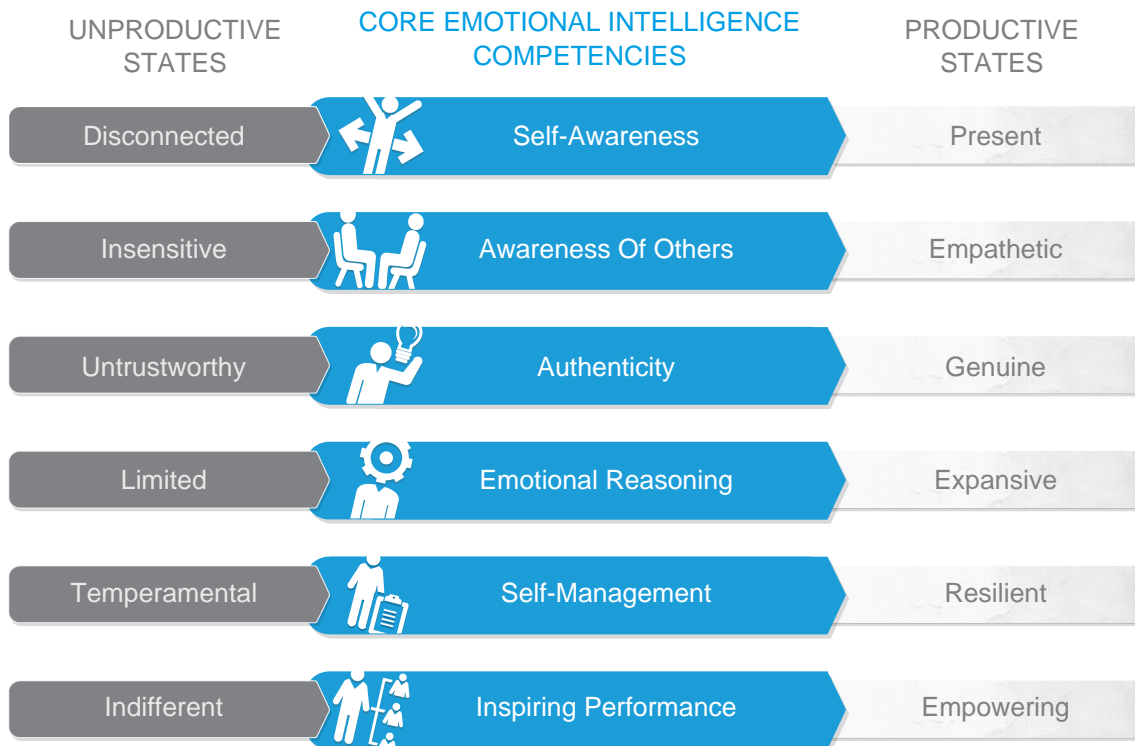 UNPRODUCTIVE
STATES
CORE EMOTIONAL INTELLIGENCE
COMPETENCIES
PRODUCTIVE
STATES
Disconnected
Self-Awareness
Present
Insensitive
Awareness Of Others
Empathetic
Untrustworthy
Authenticity
Genuine
Limited
Emotional Reasoning
Expansive
Temperamental
Self-Management
Resilient
Indifferent
Inspiring Performance
Empowering